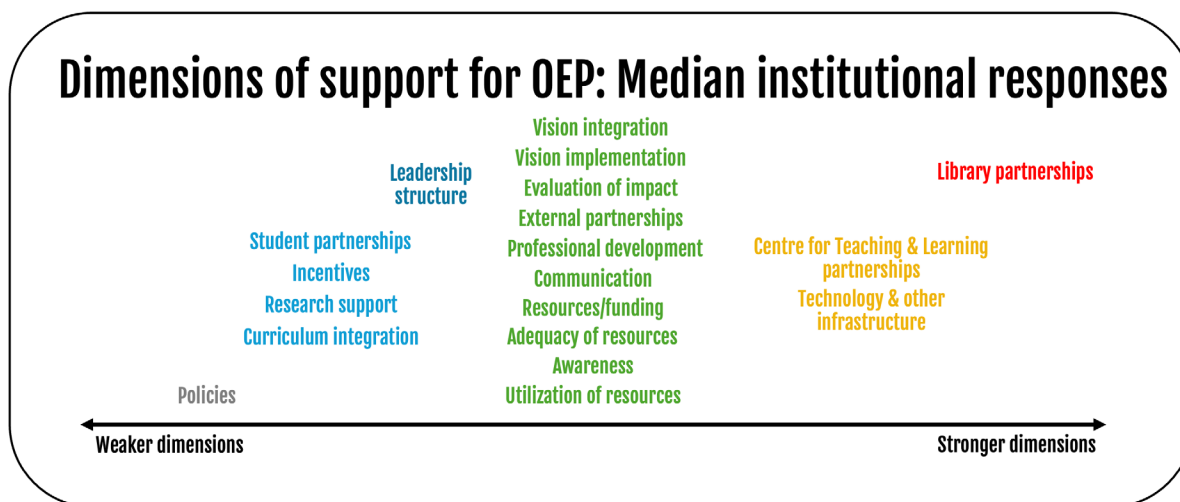 Dimensions of support for OEP: Median institutional responses
Vision integration
Vision implementation
Evaluation of impact
External partnerships
Professional development
Communication
Resources/funding
Adequacy of resources
Awareness
Utilization of resources
Leadership
structure
Student partnerships
Incentives
Research support
Curriculum integration
Policies
Library partnerships
Centre for Teaching & Learning
partnerships
Technology & other
infrastructure
Weaker dimensions
Stronger dimensions